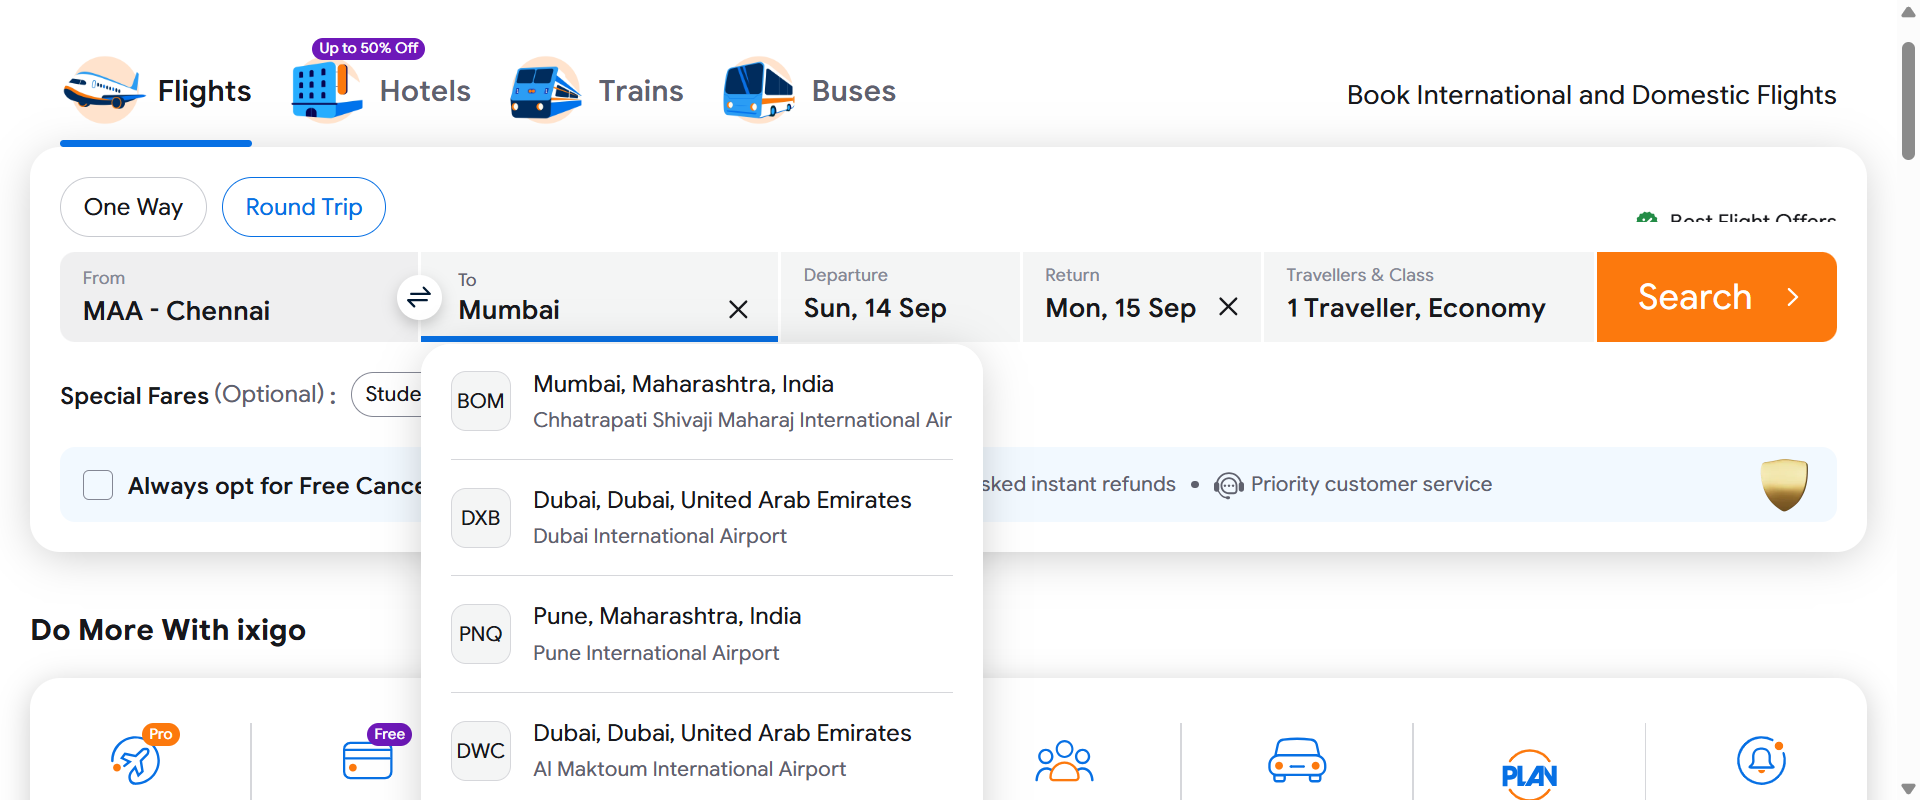 Up to 50% Off
Flights
Hotels
Trains
Buses
Book International and Domestic Flights
One Way
Round Trip
Best Flight Offers
From
MAA - Chennai
To
Mumbai
Departure
Sun, 14 Sep
Return
Mon, 15 Sep
Travellers & Class
1 Traveller, Economy
Search
Special Fares (Optional) :
Stude
BOM
Mumbai, Maharashtra, India
Chhatrapati Shivaji Maharaj International Air
Always opt for Free Cance
sked instant refunds • Priority customer service
DXB
Dubai, Dubai, United Arab Emirates
Dubai International Airport
PNQ
Pune, Maharashtra, India
Pune International Airport
DWC
Dubai, Dubai, United Arab Emirates
Al Maktoum International Airport
Do More With ixigo
Pro
Free
PLAN